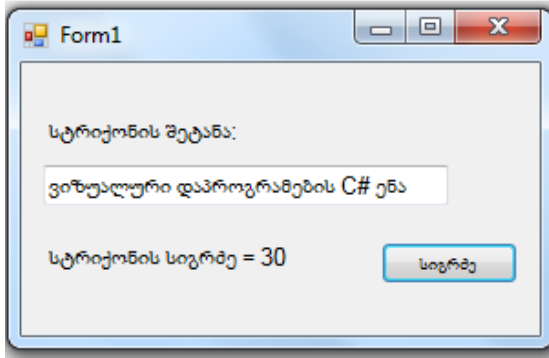 Form1
სტრიქონის შეტანა:
ვიზუალური დაპროგრამების C# ენა
სტრიქონის სიგრძე = 30
სიგრძე